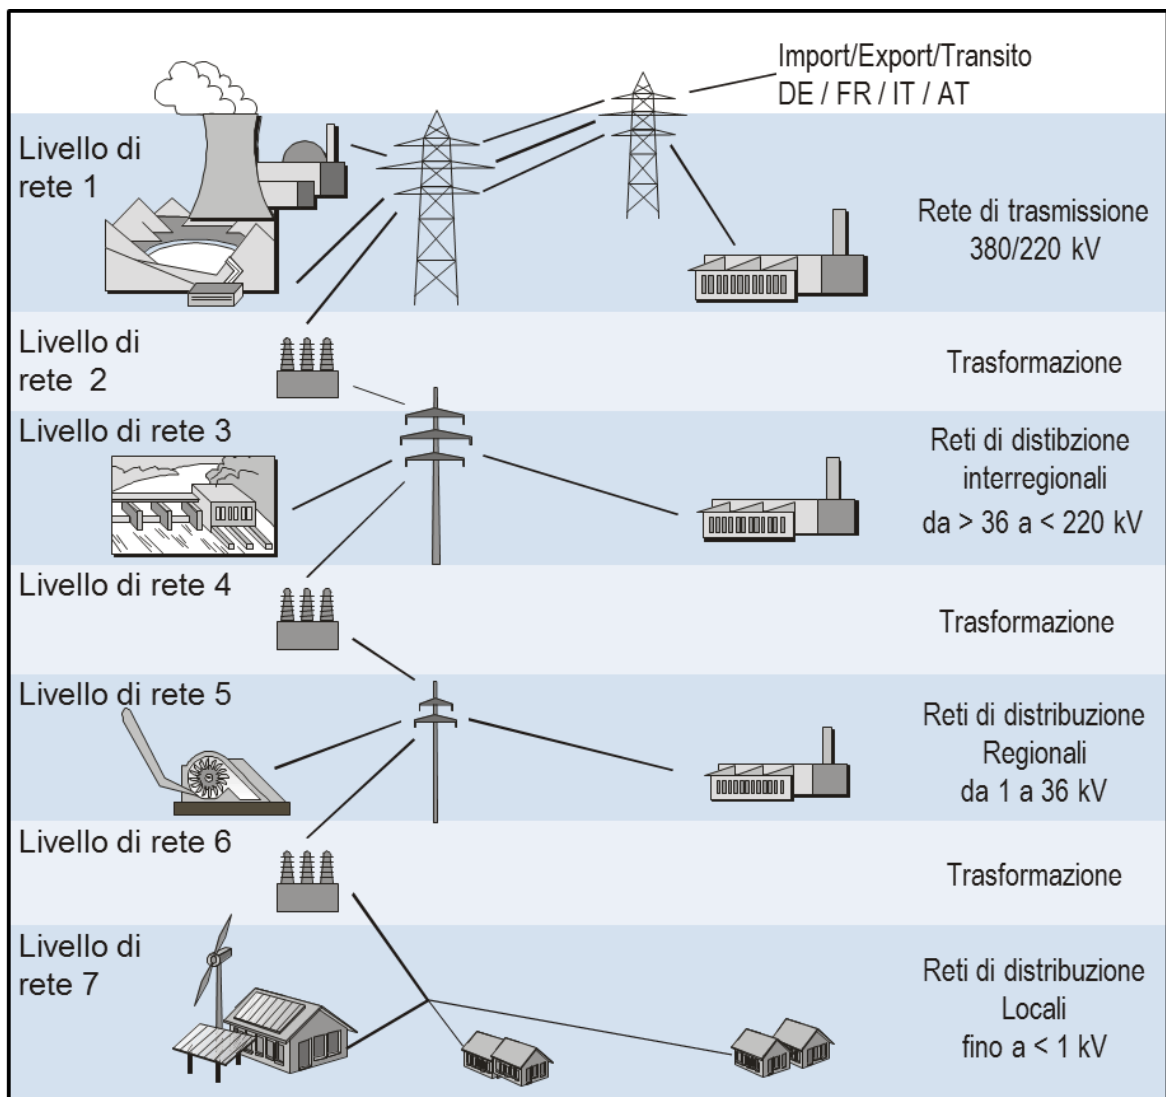 Import/Export/Transito
DE / FR / IT / AT
Livello di
rete 1
Rete di trasmissione
380/220 kV
Livello di
rete 2
Trasformazione
Livello di rete 3
Reti di distibzione
interregionali
da > 36 a < 220 kV
Livello di rete 4
Trasformazione
Livello di rete 5
Reti di distribuzione
Regionali
da 1 a 36 kV
Livello di rete 6
Trasformazione
Livello di
rete 7
Reti di distribuzione
Locali
fino a < 1 kV